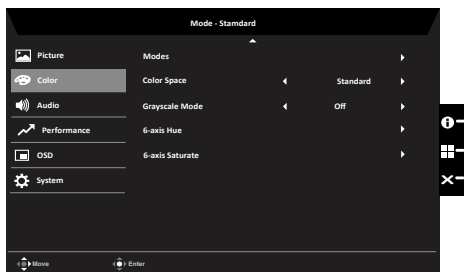 Mode - Stamdard
Picture
Modes
Color
Color Space Standard
Audio
Grayscale Mode Off
Performance
6-axis Hue
OSD
6-axis Saturate
System
Move Enter